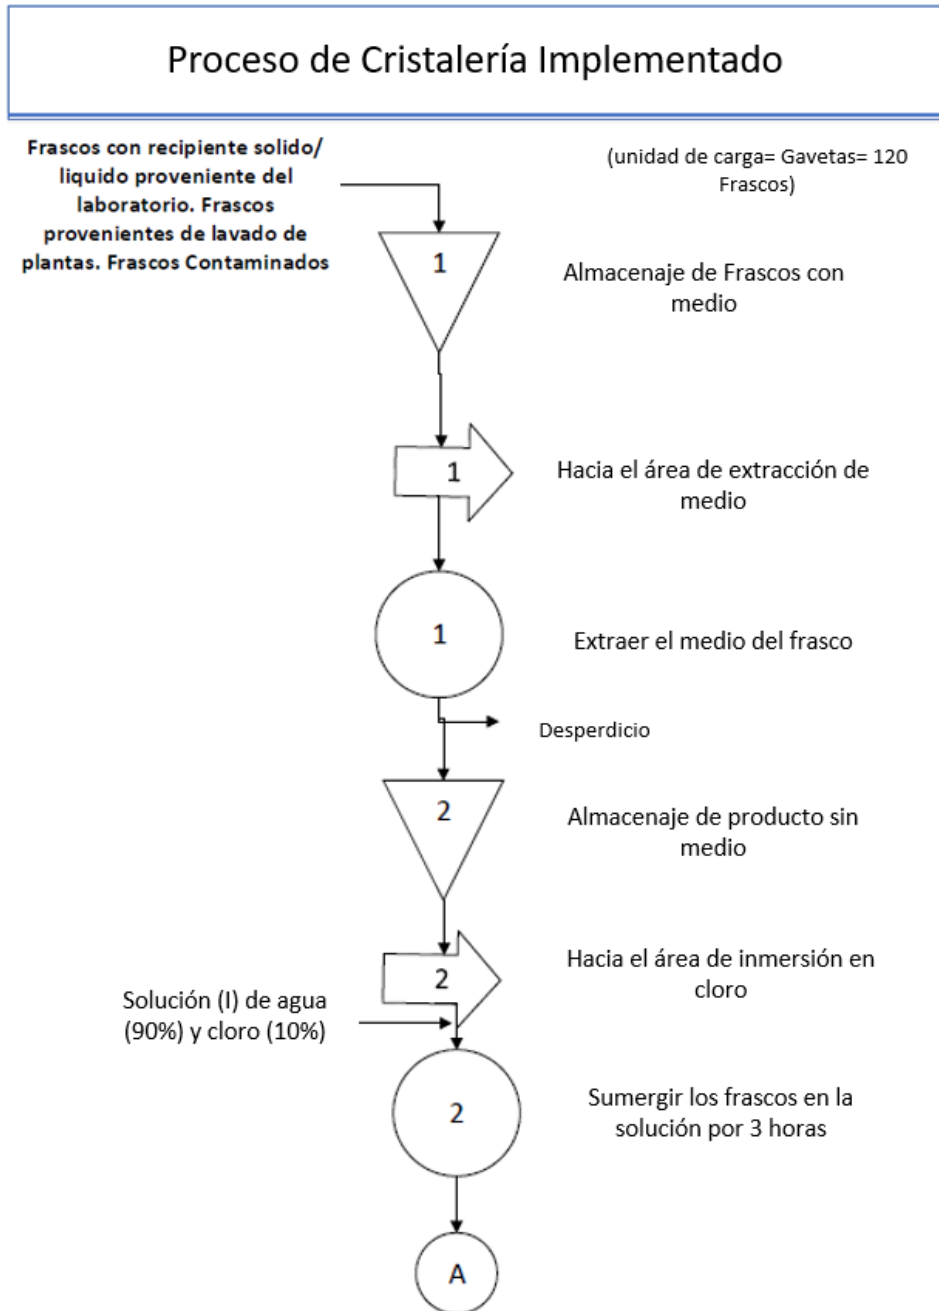 Proceso de Cristalería Implementado
Frascos con recipiente solido/
liquido proveniente del
laboratorio. Frascos
provenientes de lavado de
plantas. Frascos Contaminados
(unidad de carga= Gavetas= 120
Frascos)
1
Almacenaje de Frascos con
medio
1
Hacia el área de extracción de
medio
1
Extraer el medio del frasco
Desperdicio
2
Almacenaje de producto sin
medio
2
Hacia el área de inmersión en
cloro
Solución (I) de agua
(90%) y cloro (10%)
2
Sumergir los frascos en la
solución por 3 horas
A